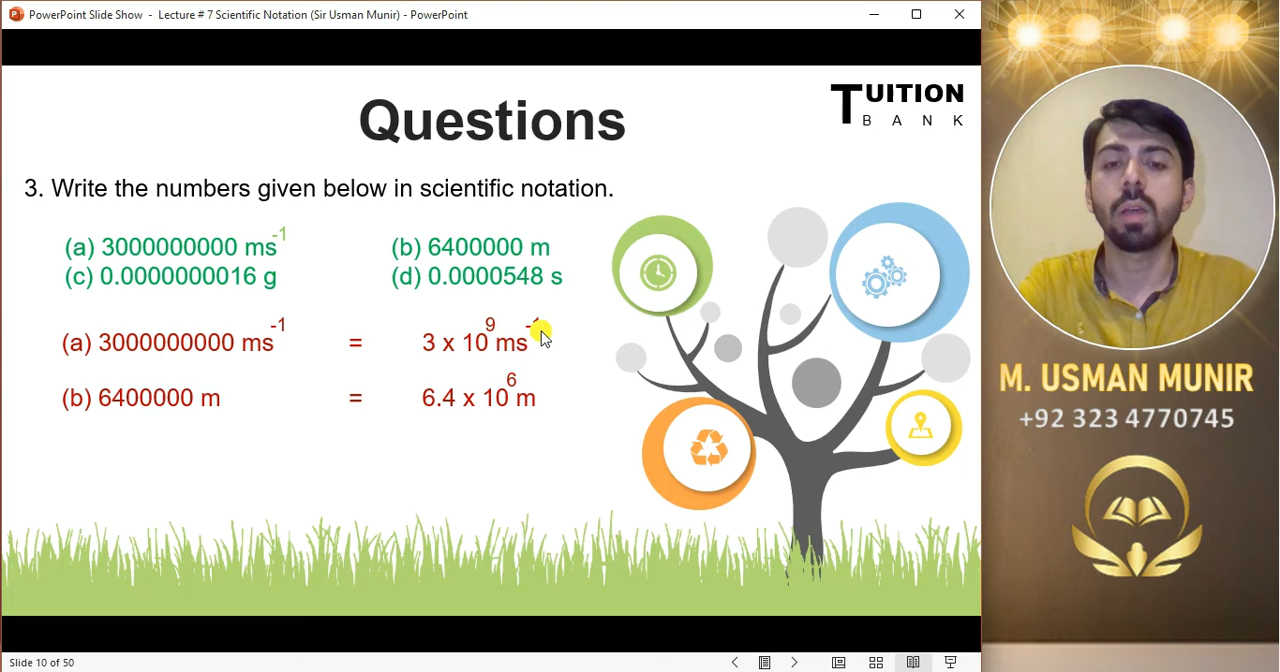 PowerPoint Slide Show - Lecture # 7 Scientific Notation (Sir Usman Munir) - PowerPoint
TUITION
BANK
Questions
3. Write the numbers given below in scientific notation.
(a) 3000000000 ms⁻¹ (b) 6400000 m
(c) 0.0000000016 g (d) 0.0000548 s
(a) 3000000000 ms⁻¹ = 3 x 10⁹ ms⁻¹
(b) 6400000 m = 6.4 x 10⁶ m
M. USMAN MUNIR
+92 323 4770745
Slide 10 of 50